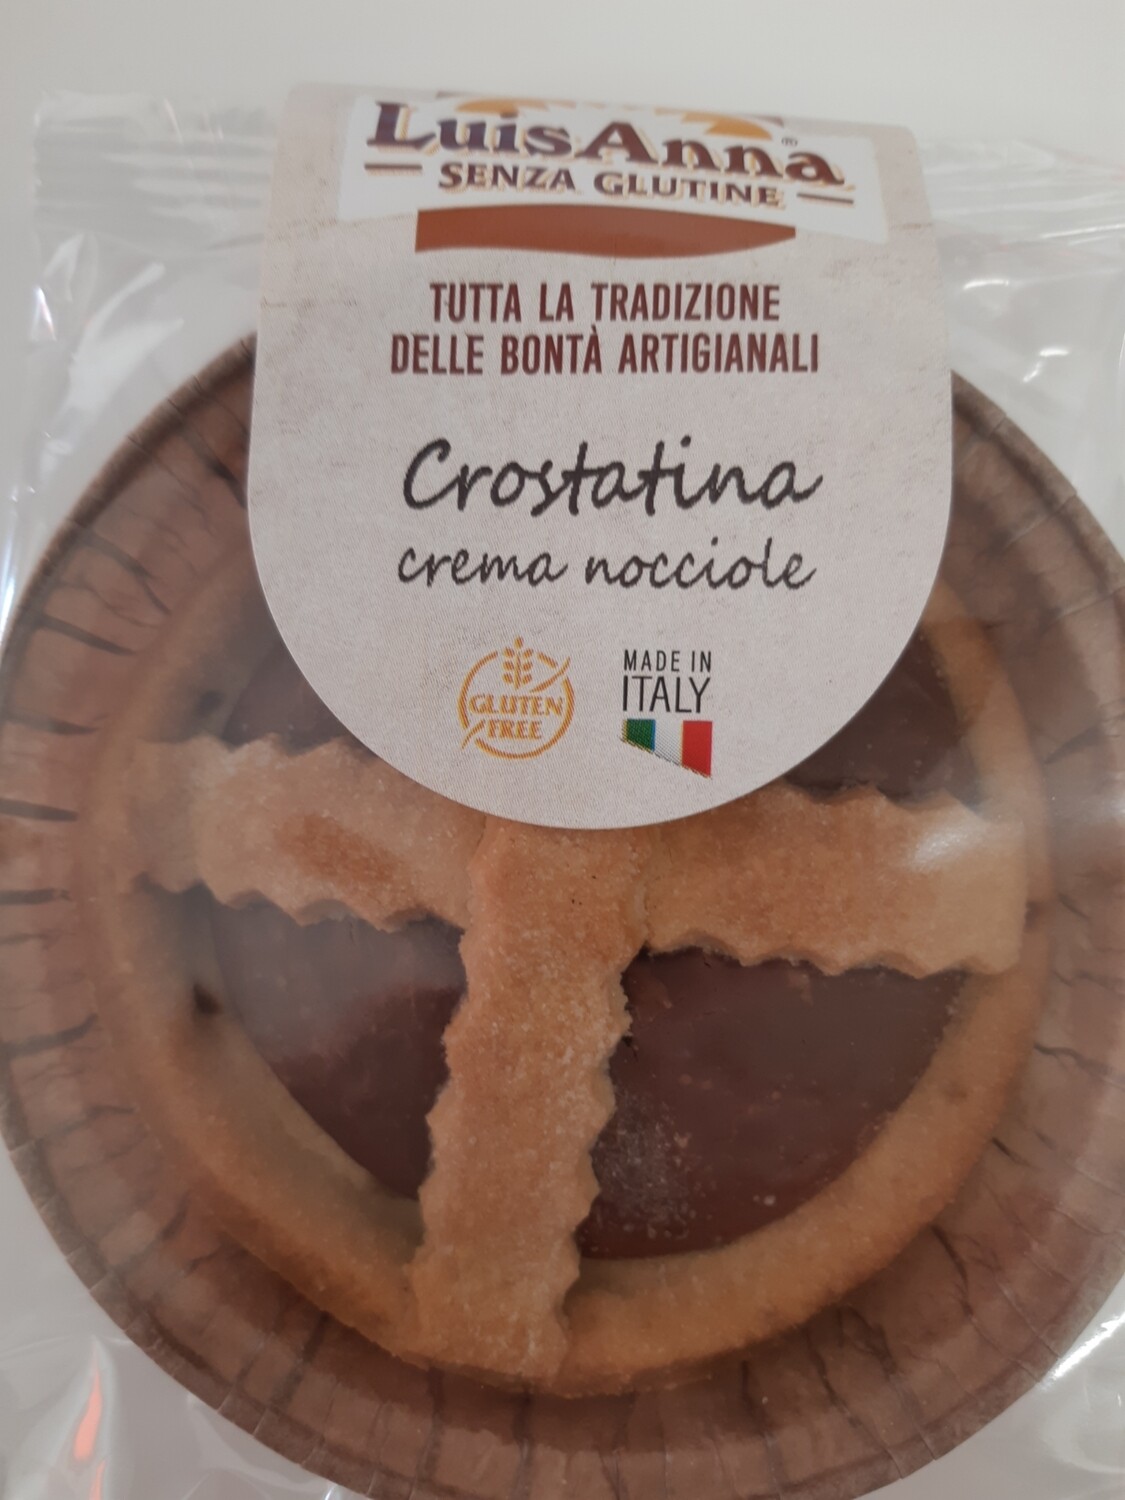 LuisAnna®
SENZA GLUTINE
TUTTA LA TRADIZIONE
DELLE BONTÀ ARTIGIANALI
Crostatina
crema nocciole
GLUTEN
FREE
MADE IN
ITALY